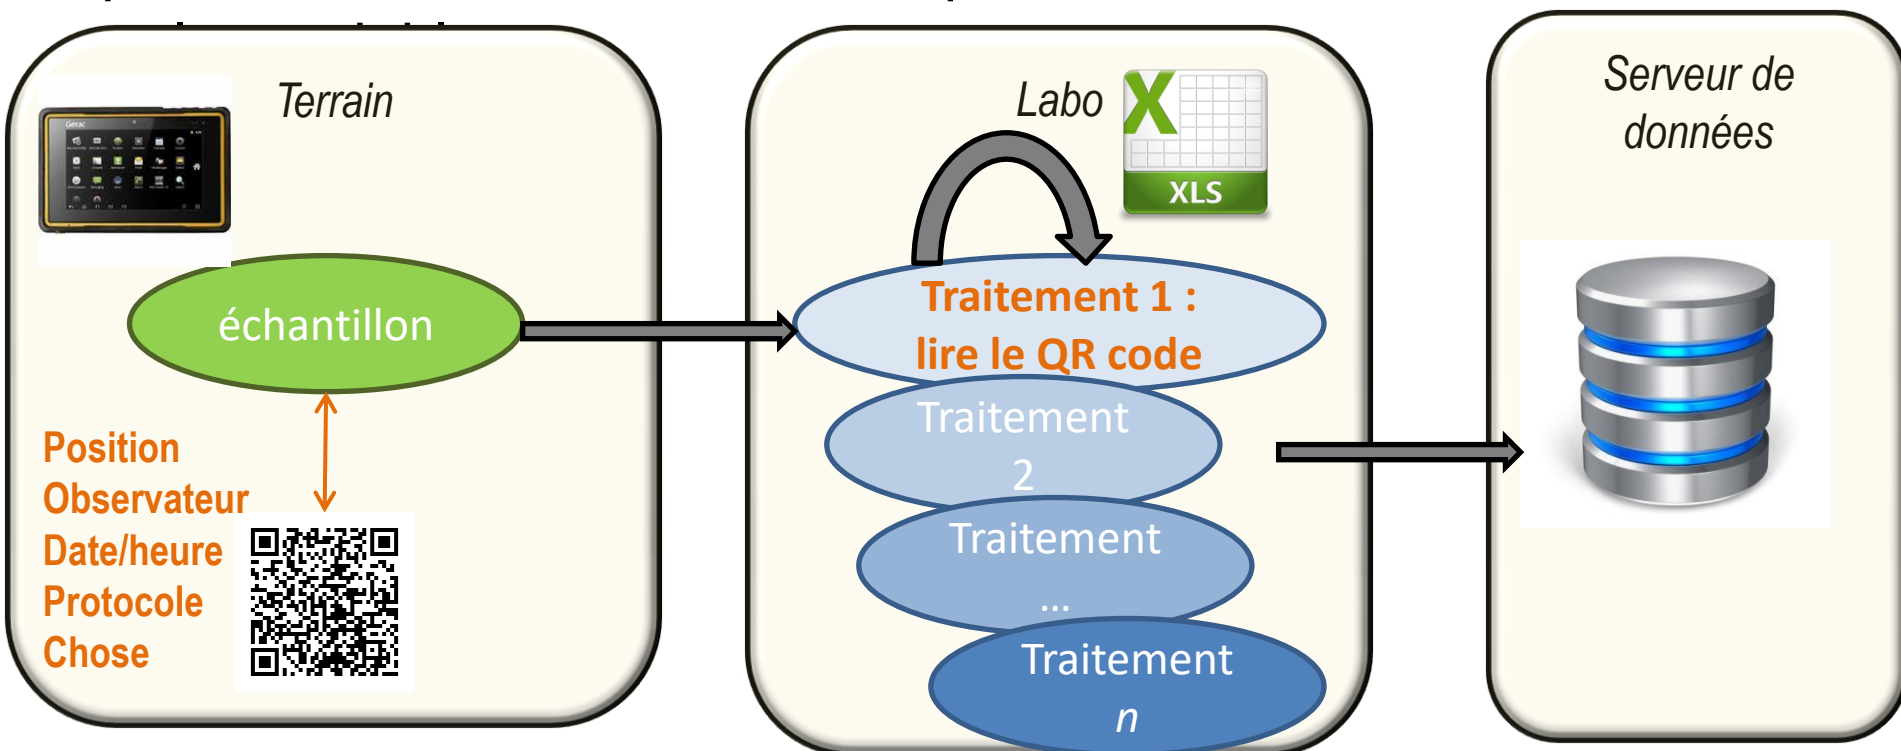 Terrain
Getac
échantillon
Position
Observateur
Date/heure
Protocole
Chose
Labo
XLS
Traitement 1 :
lire le QR code
Traitement
2
Traitement
...
Traitement
n
Serveur de
données